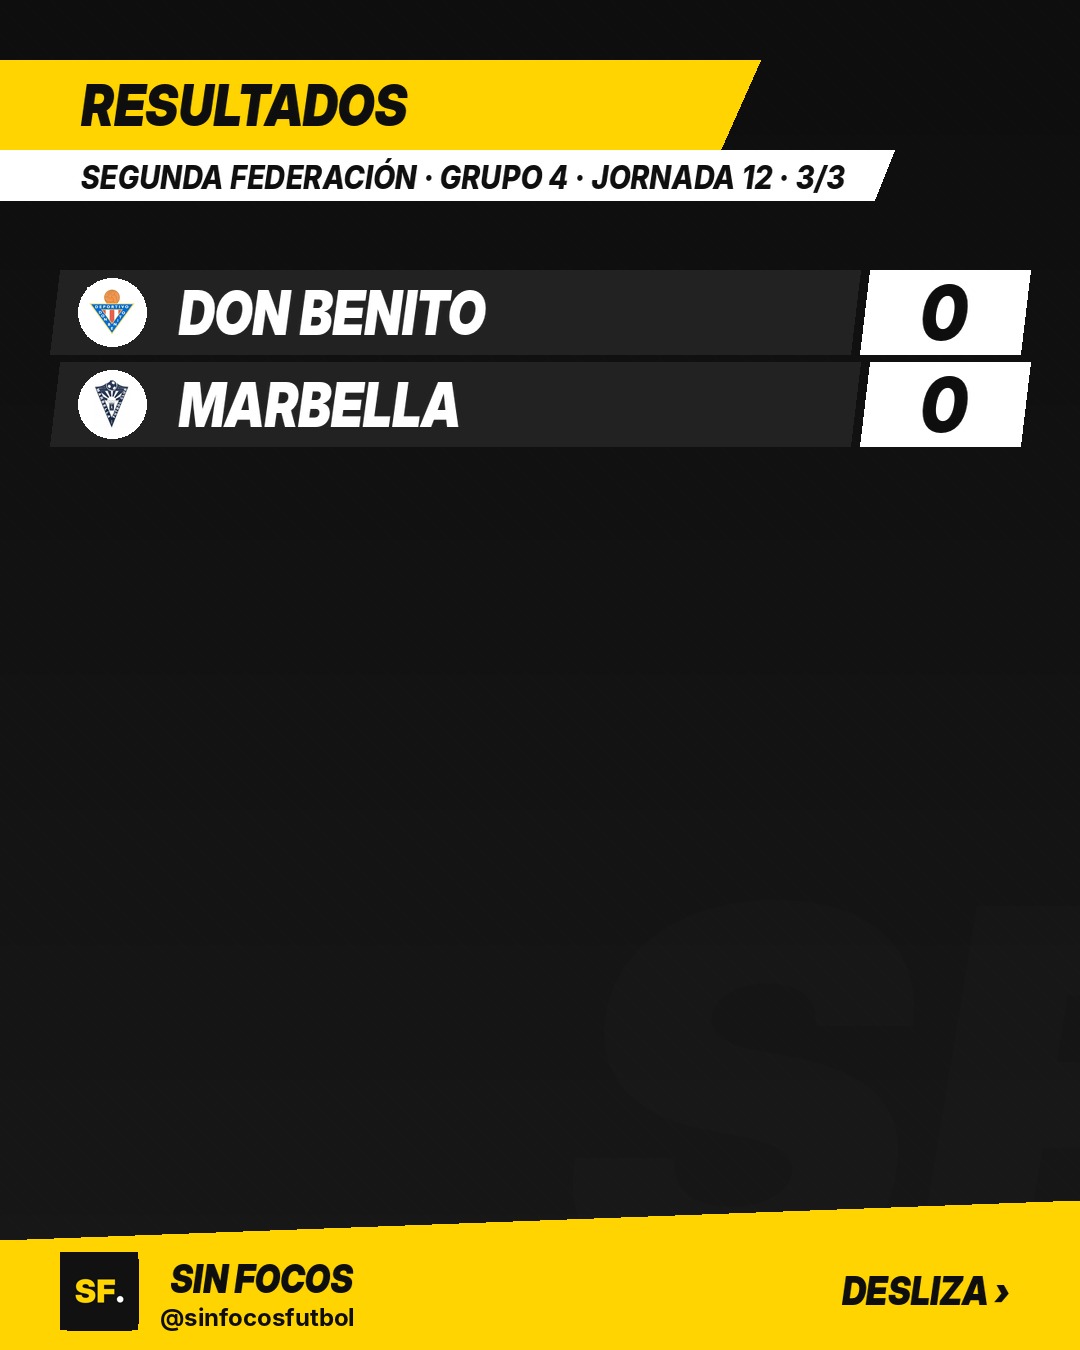 RESULTADOS
SEGUNDA FEDERACIÓN · GRUPO 4 · JORNADA 12 · 3/3
DON BENITO 0
MARBELLA 0
SF
SF.
SIN FOCOS
@sinfocosfutbol
DESLIZA ›